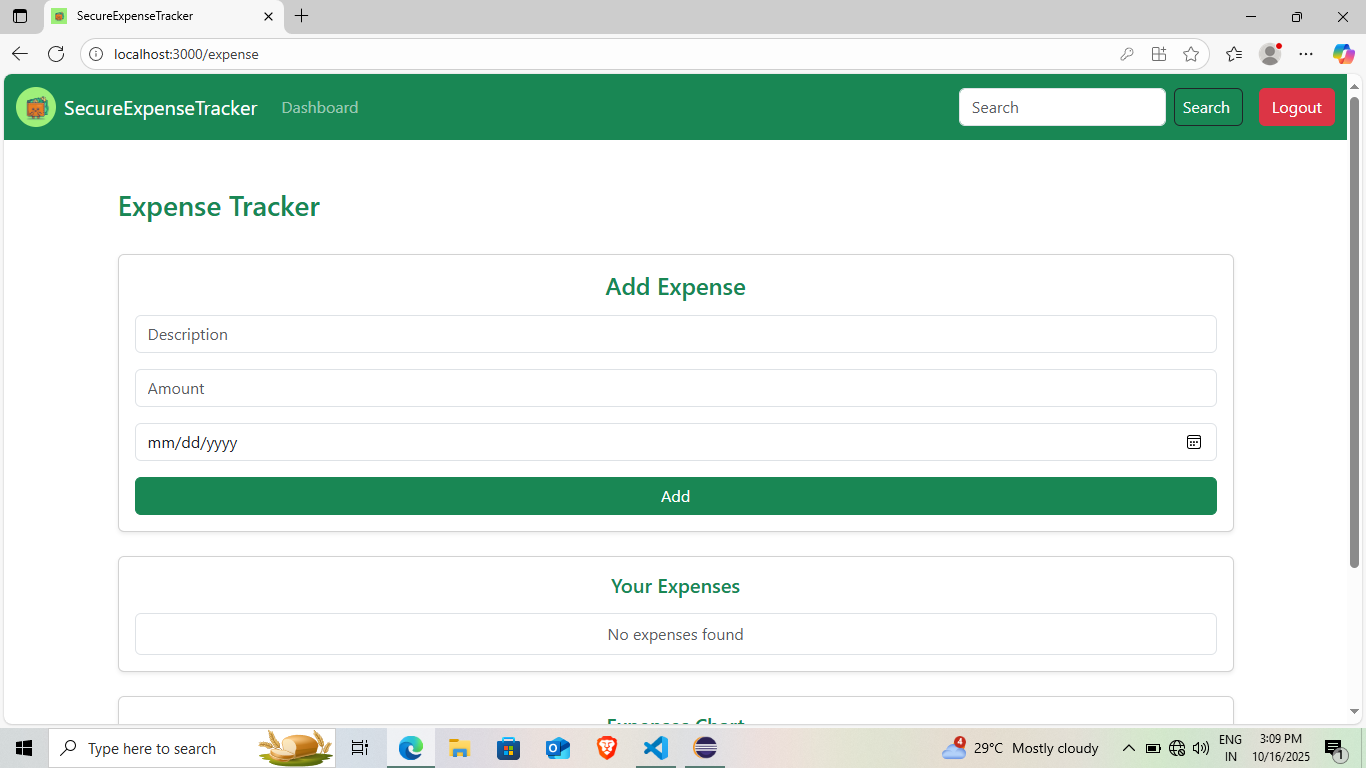 SecureExpenseTracker
localhost:3000/expense
SecureExpenseTracker Dashboard Search Search Logout
Expense Tracker
Add Expense
Description
Amount
mm/dd/yyyy
Add
Your Expenses
No expenses found
Expenses Chart
Type here to search
4
29°C Mostly cloudy
ENG
IN
3:09 PM
10/16/2025
1